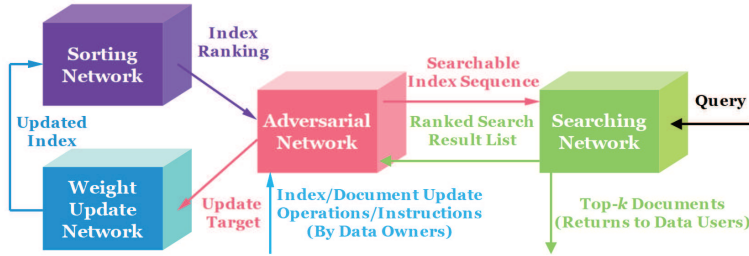 Sorting
Network
Index
Ranking
Updated
Index
Weight
Update
Network
Update
Target
Adversarial
Network
Searchable
Index Sequence
Ranked Search
Result List
Index/Document Update
Operations/Instructions
(By Data Owners)
Searching
Network
Query
Top-k Documents
(Returns to Data Users)